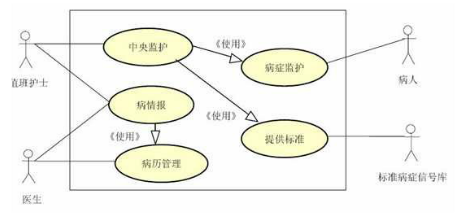 中央监护
《使用》
病症监护
值班护士
病人
病情报
《使用》
《使用》
提供标准
病历管理
医生
标准病症信号库